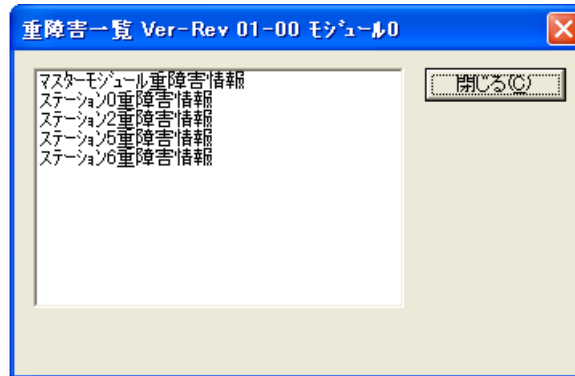 重障害一覧 Ver-Rev 01-00 ﾓｼﾞｭｰﾙ0
閉じる(C)
ﾏｽﾀｰﾓｼﾞｭｰﾙ重障害情報
ｽﾃｰｼｮﾝ0重障害情報
ｽﾃｰｼｮﾝ2重障害情報
ｽﾃｰｼｮﾝ5重障害情報
ｽﾃｰｼｮﾝ6重障害情報